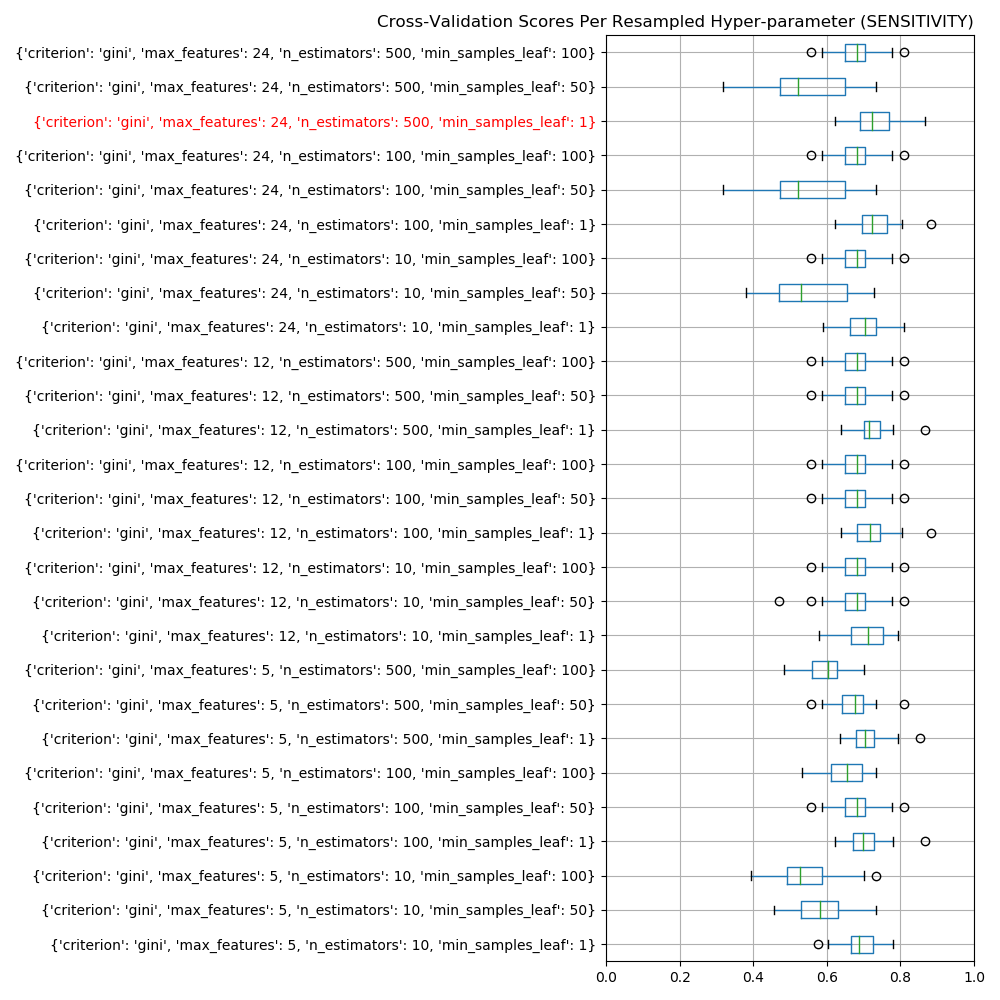 Cross-Validation Scores Per Resampled Hyper-parameter (SENSITIVITY)
{'criterion': 'gini', 'max_features': 24, 'n_estimators': 500, 'min_samples_leaf': 100}
{'criterion': 'gini', 'max_features': 24, 'n_estimators': 500, 'min_samples_leaf': 50}
{'criterion': 'gini', 'max_features': 24, 'n_estimators': 500, 'min_samples_leaf': 1}
{'criterion': 'gini', 'max_features': 24, 'n_estimators': 100, 'min_samples_leaf': 100}
{'criterion': 'gini', 'max_features': 24, 'n_estimators': 100, 'min_samples_leaf': 50}
{'criterion': 'gini', 'max_features': 24, 'n_estimators': 100, 'min_samples_leaf': 1}
{'criterion': 'gini', 'max_features': 24, 'n_estimators': 10, 'min_samples_leaf': 100}
{'criterion': 'gini', 'max_features': 24, 'n_estimators': 10, 'min_samples_leaf': 50}
{'criterion': 'gini', 'max_features': 24, 'n_estimators': 10, 'min_samples_leaf': 1}
{'criterion': 'gini', 'max_features': 12, 'n_estimators': 500, 'min_samples_leaf': 100}
{'criterion': 'gini', 'max_features': 12, 'n_estimators': 500, 'min_samples_leaf': 50}
{'criterion': 'gini', 'max_features': 12, 'n_estimators': 500, 'min_samples_leaf': 1}
{'criterion': 'gini', 'max_features': 12, 'n_estimators': 100, 'min_samples_leaf': 100}
{'criterion': 'gini', 'max_features': 12, 'n_estimators': 100, 'min_samples_leaf': 50}
{'criterion': 'gini', 'max_features': 12, 'n_estimators': 100, 'min_samples_leaf': 1}
{'criterion': 'gini', 'max_features': 12, 'n_estimators': 10, 'min_samples_leaf': 100}
{'criterion': 'gini', 'max_features': 12, 'n_estimators': 10, 'min_samples_leaf': 50}
{'criterion': 'gini', 'max_features': 12, 'n_estimators': 10, 'min_samples_leaf': 1}
{'criterion': 'gini', 'max_features': 5, 'n_estimators': 500, 'min_samples_leaf': 100}
{'criterion': 'gini', 'max_features': 5, 'n_estimators': 500, 'min_samples_leaf': 50}
{'criterion': 'gini', 'max_features': 5, 'n_estimators': 500, 'min_samples_leaf': 1}
{'criterion': 'gini', 'max_features': 5, 'n_estimators': 100, 'min_samples_leaf': 100}
{'criterion': 'gini', 'max_features': 5, 'n_estimators': 100, 'min_samples_leaf': 50}
{'criterion': 'gini', 'max_features': 5, 'n_estimators': 100, 'min_samples_leaf': 1}
{'criterion': 'gini', 'max_features': 5, 'n_estimators': 10, 'min_samples_leaf': 100}
{'criterion': 'gini', 'max_features': 5, 'n_estimators': 10, 'min_samples_leaf': 50}
{'criterion': 'gini', 'max_features': 5, 'n_estimators': 10, 'min_samples_leaf': 1}
0.0 0.2 0.4 0.6 0.8 1.0